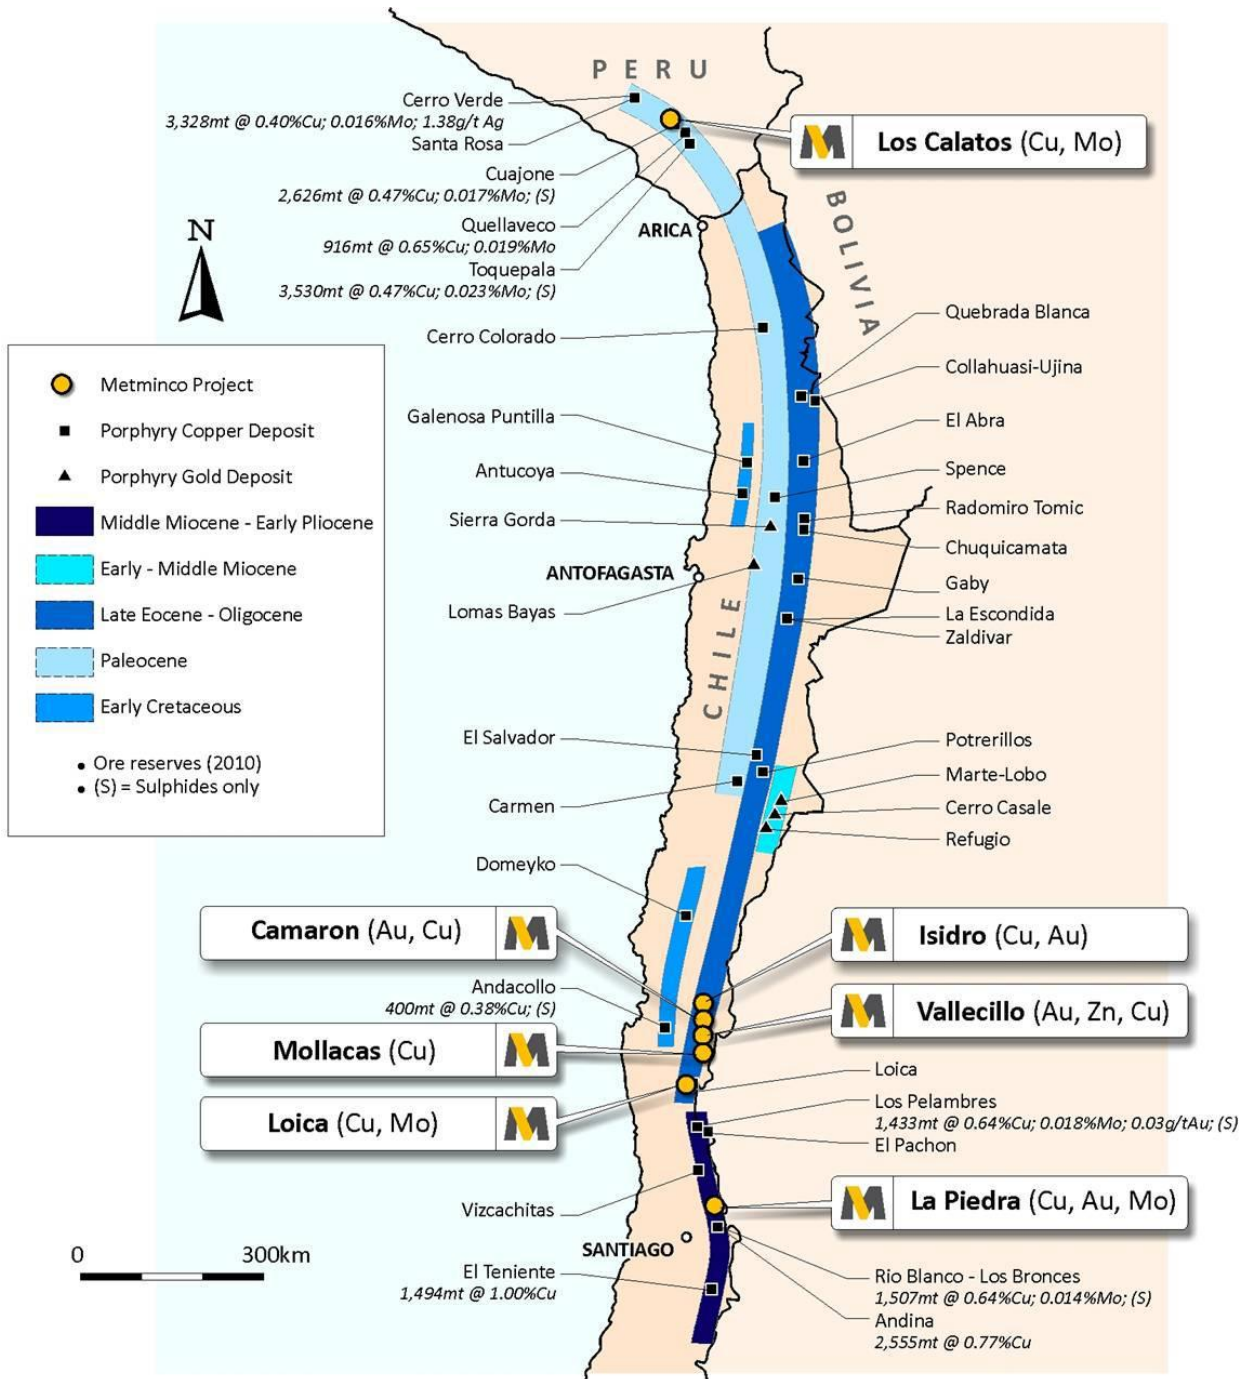 PERU
Cerro Verde
3,328mt @ 0.40%Cu; 0.016%Mo; 1.38g/t Ag
Santa Rosa
Los Calatos (Cu, Mo)
Cuajone
2,626mt @ 0.47%Cu; 0.017%Mo; (S)
Quellaveco
916mt @ 0.65%Cu; 0.019%Mo
Toquepala
3,530mt @ 0.47%Cu; 0.023%Mo; (S)
N
ARICA
BOLIVIA
Cerro Colorado
Quebrada Blanca
Collahuasi-Ujina
Galenosa Puntilla
El Abra
Antucoya
Spence
Sierra Gorda
Radomiro Tomic
Chuquicamata
ANTOFAGASTA
Gaby
Lomas Bayas
La Escondida
Zaldivar
CHILE
Metminco Project
Porphyry Copper Deposit
Porphyry Gold Deposit
Middle Miocene - Early Pliocene
Early - Middle Miocene
Late Eocene - Oligocene
Paleocene
Early Cretaceous
• Ore reserves (2010)
• (S) = Sulphides only
El Salvador
Potrerillos
Marte-Lobo
Carmen
Cerro Casale
Refugio
Domeyko
Camaron (Au, Cu)
Isidro (Cu, Au)
Andacollo
400mt @ 0.38%Cu; (S)
Vallecillo (Au, Zn, Cu)
Mollacas (Cu)
Loica
Loica (Cu, Mo)
Los Pelambres
1,433mt @ 0.64%Cu; 0.018%Mo; 0.03g/tAu; (S)
El Pachon
Vizcachitas
La Piedra (Cu, Au, Mo)
SANTIAGO
0 300km
El Teniente
1,494mt @ 1.00%Cu
Rio Blanco - Los Bronces
1,507mt @ 0.64%Cu; 0.014%Mo; (S)
Andina
2,555mt @ 0.77%Cu